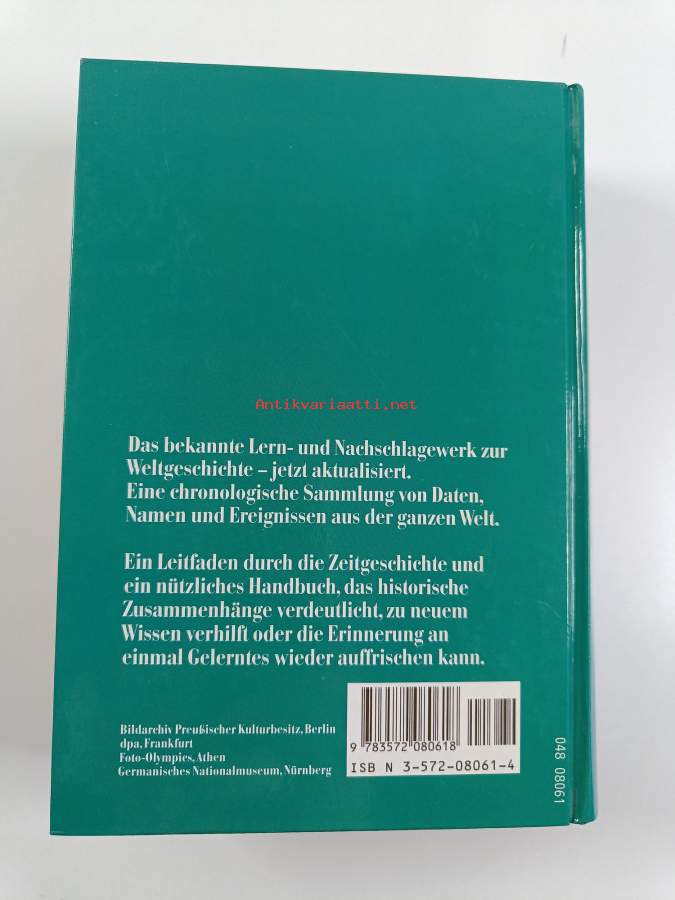 Antikvariaatti.net
Das bekannte Lern- und Nachschlagewerk zur
Weltgeschichte – jetzt aktualisiert.
Eine chronologische Sammlung von Daten,
Namen und Ereignissen aus der ganzen Welt.
Ein Leitfaden durch die Zeitgeschichte und
ein nützliches Handbuch, das historische
Zusammenhänge verdeutlicht, zu neuem
Wissen verhilft oder die Erinnerung an
einmal Gelerntes wieder auffrischen kann.
Bildarchiv Preußischer Kulturbesitz, Berlin
dpa, Frankfurt
Foto-Olympics, Athen
Germanisches Nationalmuseum, Nürnberg
9 783572 080618
ISB N 3-572-08061-4
048 08061